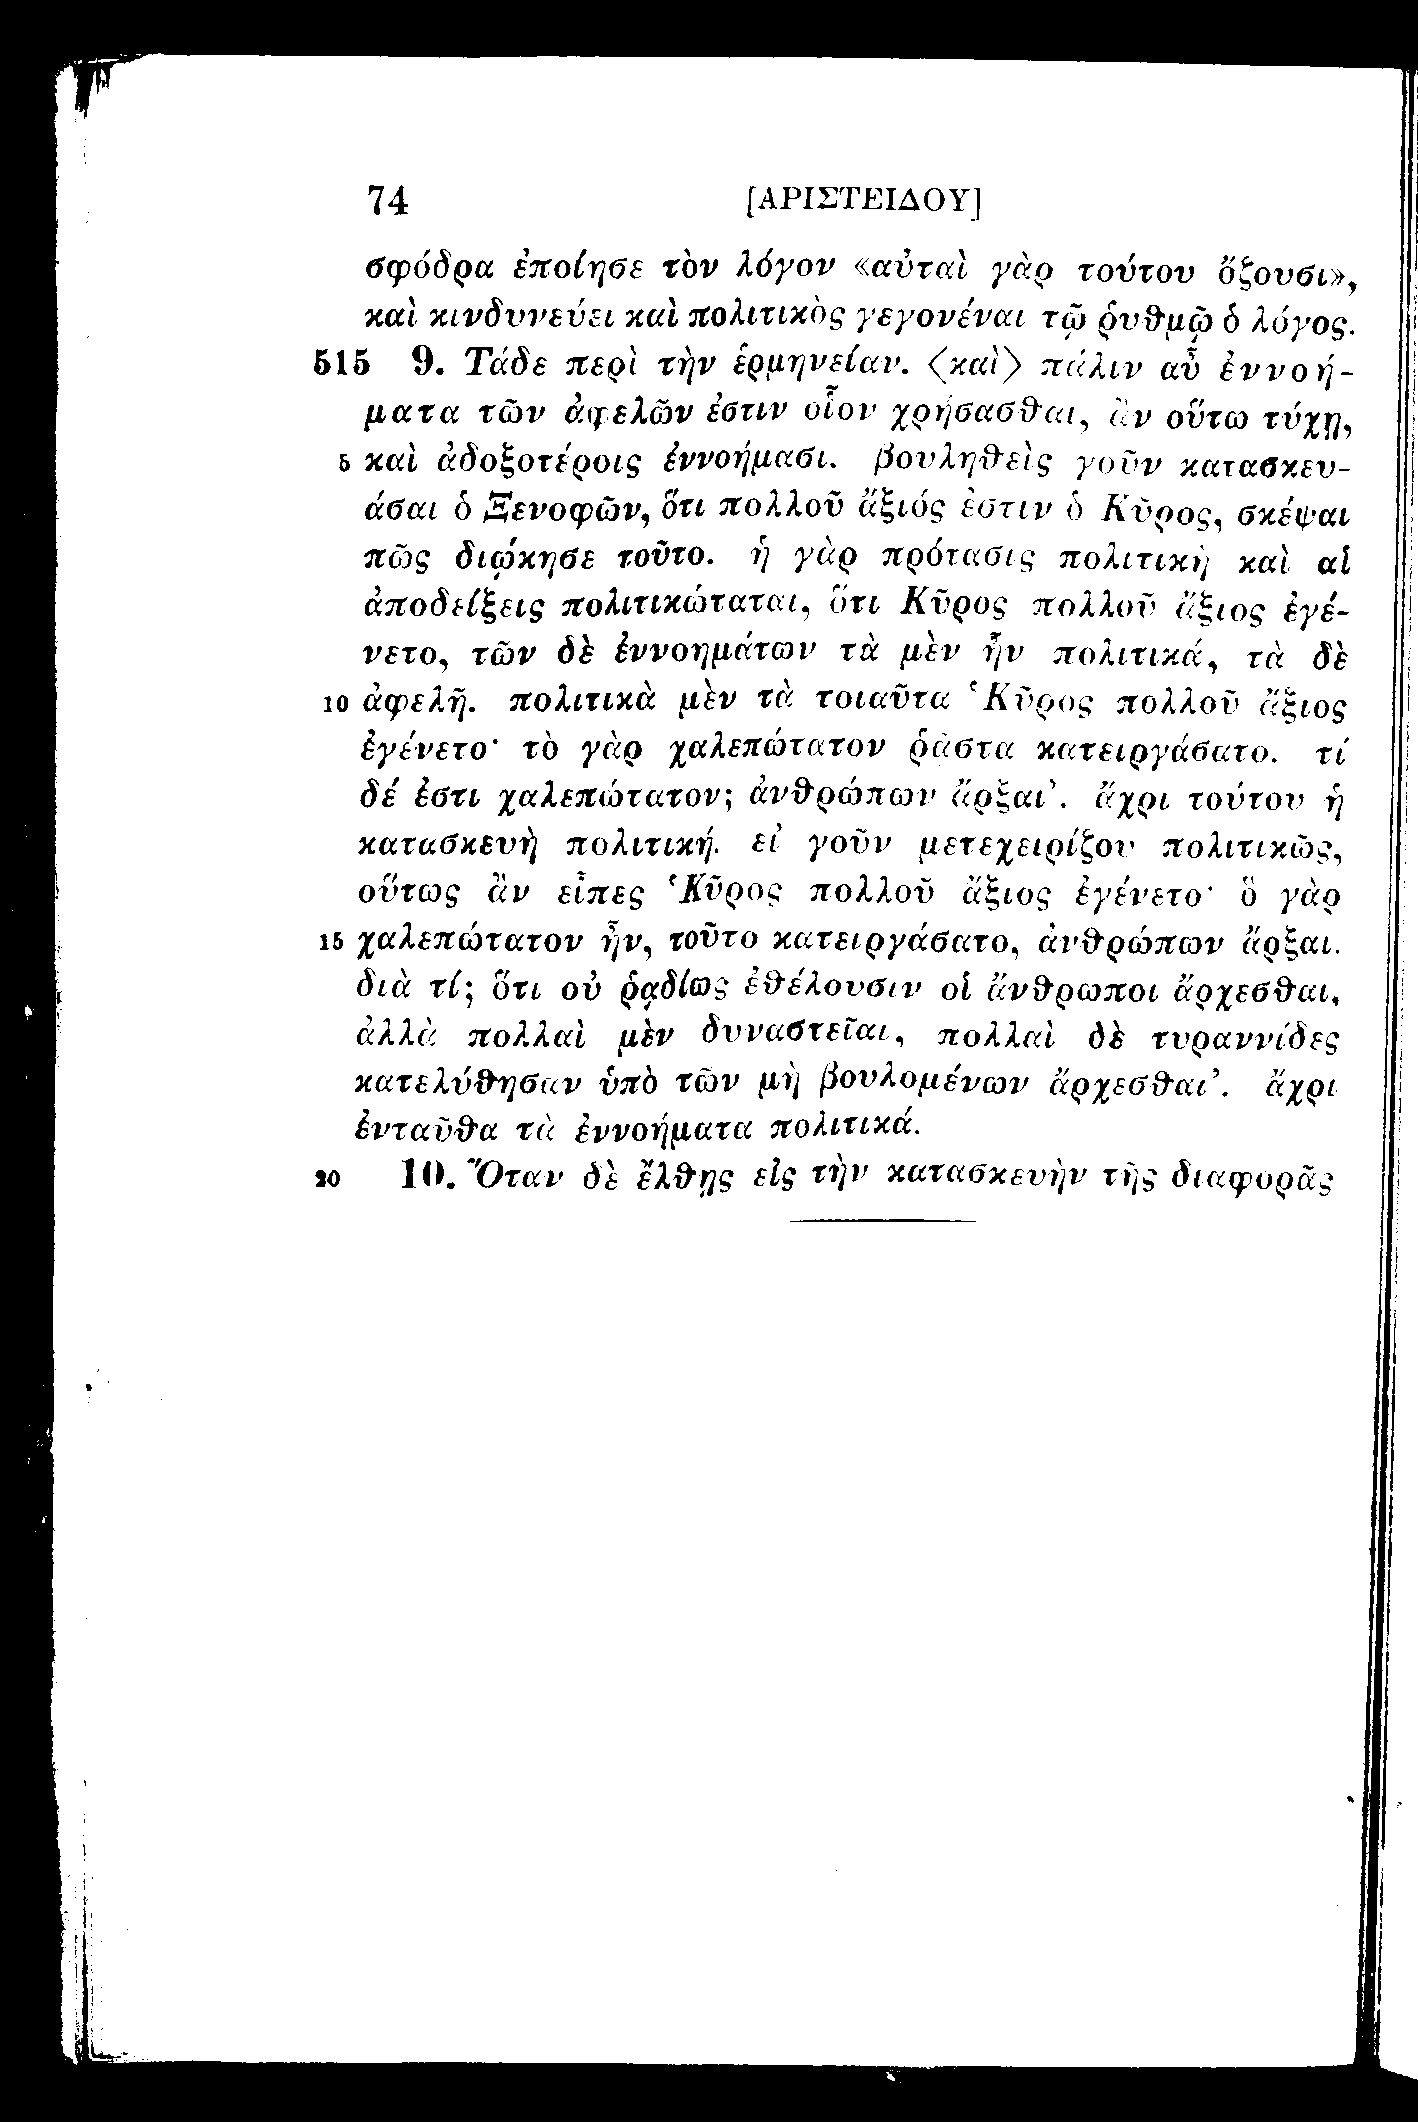 74 [ΑΡΙΣΤΕΙΔΟΥ]
σφόδρα ἐποίησε τὸν λόγον «αὐταὶ γὰρ τούτου ὄζουσι»,
καὶ κινδυνεύει καὶ πολιτικὸς γεγονέναι τῷ ῥυθμῷ ὁ λόγος.
515 9. Τάδε περὶ τὴν ἑρμηνείαν. 〈καὶ〉 πάλιν αὖ ἐννοή-
ματα τῶν ἀφελῶν ἐστιν οἷον χρήσασθαι, ἂν οὕτω τύχῃ,
5 καὶ ἀδοξοτέροις ἐννοήμασι. βουληθεὶς γοῦν κατασκευ-
άσαι ὁ Ξενοφῶν, ὅτι πολλοῦ ἄξιός ἐστιν ὁ Κῦρος, σκέψαι
πῶς διῴκησε τοῦτο. ἡ γὰρ πρότασις πολιτικὴ καὶ αἱ
ἀποδείξεις πολιτικώταται, ὅτι Κῦρος πολλοῦ ἄξιος ἐγέ-
νετο, τῶν δὲ ἐννοημάτων τὰ μὲν ἦν πολιτικά, τὰ δὲ
10 ἀφελῆ. πολιτικὰ μὲν τὰ τοιαῦτα ‘Κῦρος πολλοῦ ἄξιος
ἐγένετο· τὸ γὰρ χαλεπώτατον ῥᾷστα κατειργάσατο. τί
δέ ἐστι χαλεπώτατον; ἀνθρώπων ἄρξαι’. ἄχρι τούτου ἡ
κατασκευὴ πολιτική. εἰ γοῦν μετεχειρίζου πολιτικῶς,
οὕτως ἂν εἶπες ‘Κῦρος πολλοῦ ἄξιος ἐγένετο· ὃ γὰρ
15 χαλεπώτατον ἦν, τοῦτο κατειργάσατο, ἀνθρώπων ἄρξαι.
διὰ τί; ὅτι οὐ ῥᾳδίως ἐθέλουσιν οἱ ἄνθρωποι ἄρχεσθαι,
ἀλλὰ πολλαὶ μὲν δυναστεῖαι, πολλαὶ δὲ τυραννίδες
κατελύθησαν ὑπὸ τῶν μὴ βουλομένων ἄρχεσθαι’. ἄχρι
ἐνταῦθα τὰ ἐννοήματα πολιτικά.
20 10. Ὅταν δὲ ἔλθῃς εἰς τὴν κατασκευὴν τῆς διαφορᾶς